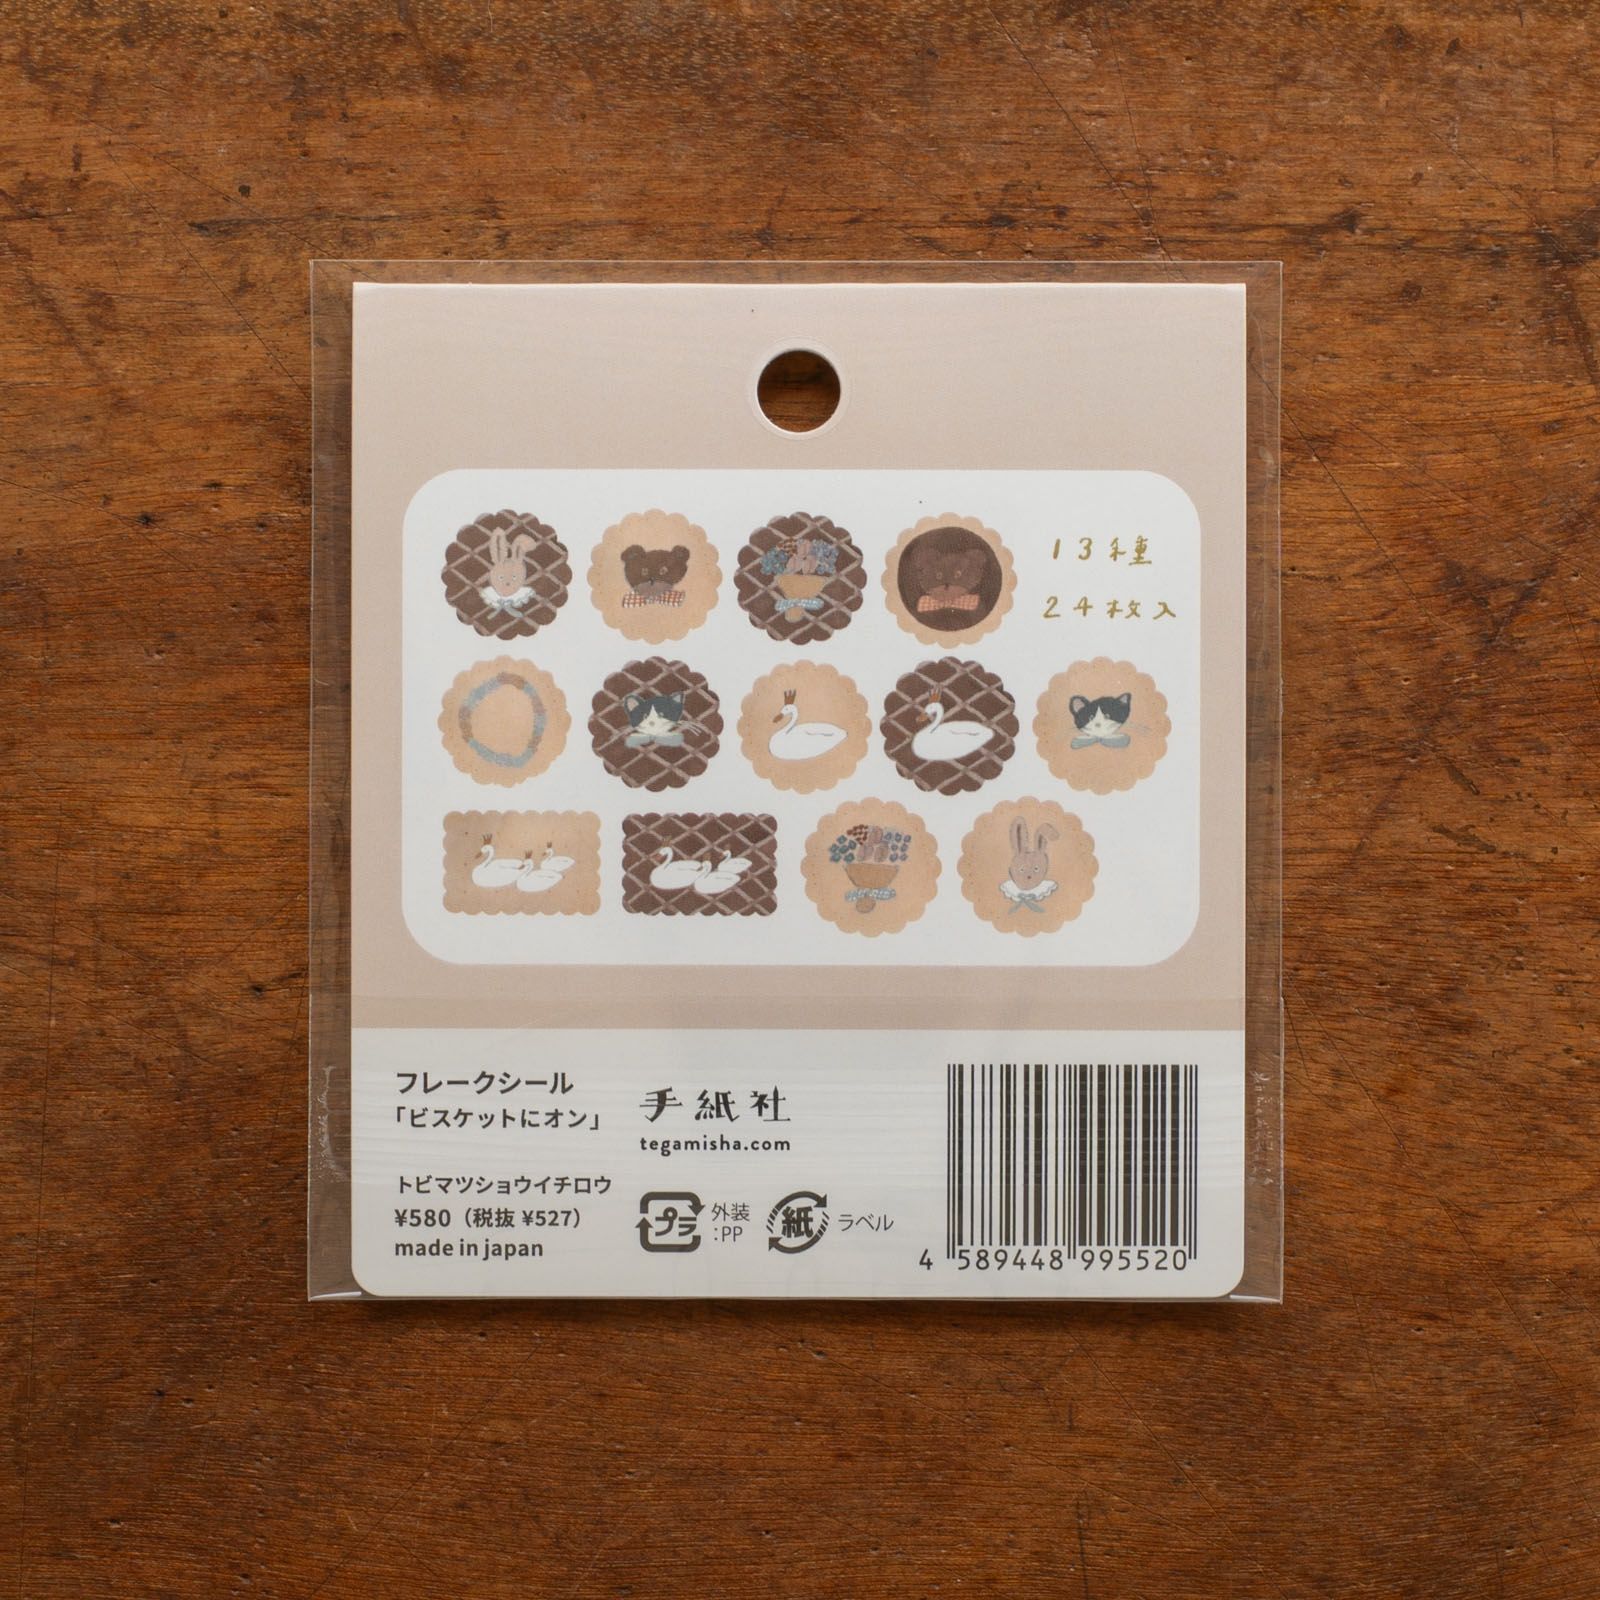 13種
24枚入
フレークシール
「ビスケットにオン」
トビマツショウイチロウ
¥580（税抜 ¥527）
made in japan
手紙社
tegamisha.com
プラ
外装
:PP
紙
ラベル
4 589448 995520